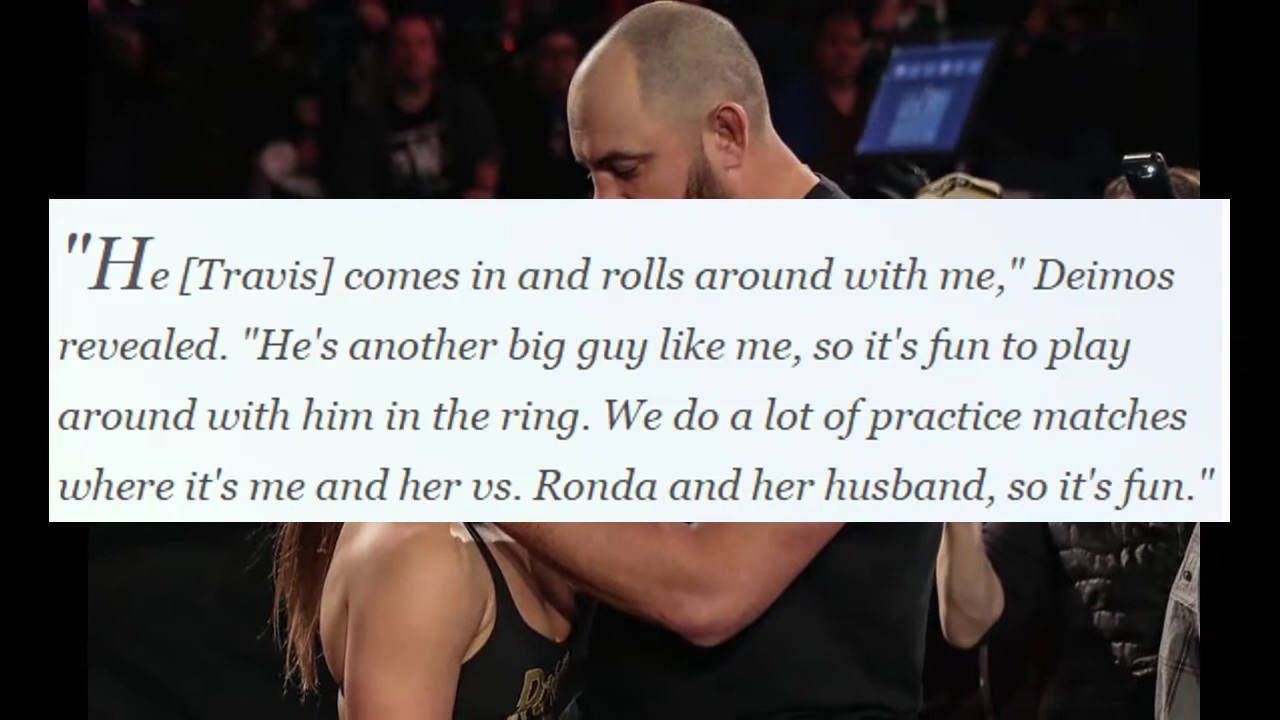 "He [Travis] comes in and rolls around with me," Deimos
revealed. "He's another big guy like me, so it's fun to play
around with him in the ring. We do a lot of practice matches
where it's me and her vs. Ronda and her husband, so it's fun."